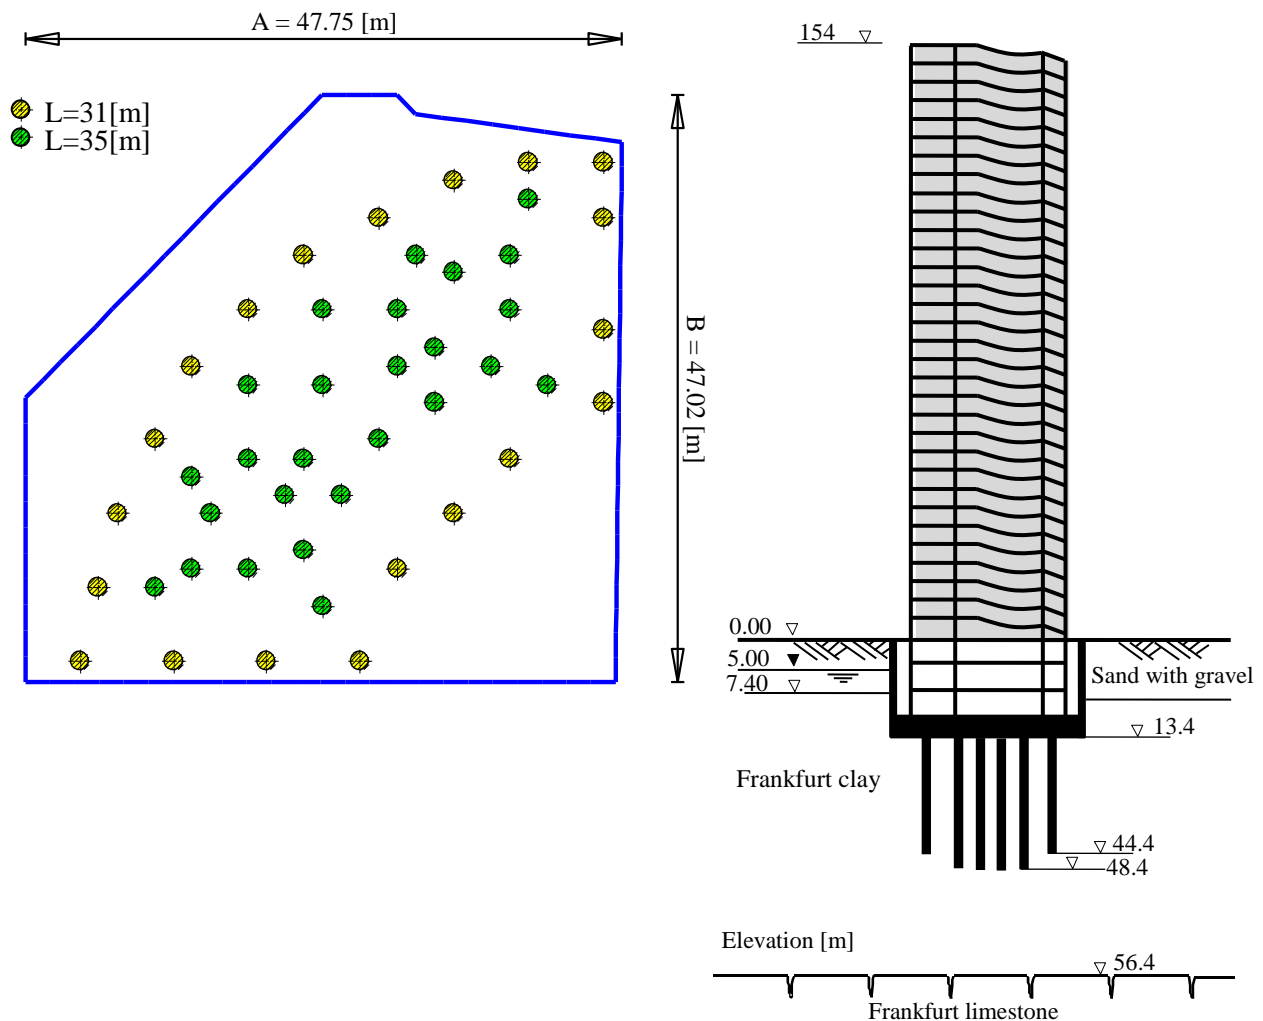 A = 47.75 [m]
L=31[m]
L=35[m]
B = 47.02 [m]
154
0.00
5.00
7.40
Sand with gravel
13.4
Frankfurt clay
44.4
48.4
Elevation [m]
56.4
Frankfurt limestone